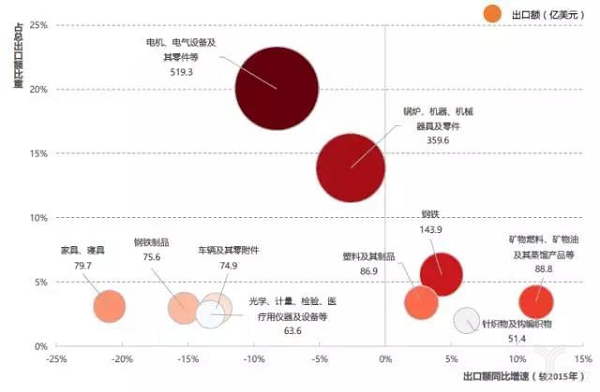 出口额（亿美元）
占总出口额比重
25%
20%
15%
10%
5%
0%
电机、电气设备及
其零件等
519.3
锅炉、机器、机械
器具及零件
359.6
钢铁
143.9
矿物燃料、矿物油
及其蒸馏产品等
88.8
塑料及其制品
86.9
家具、寝具
79.7
钢铁制品
75.6
车辆及其零附件
74.9
光学、计量、检验、医
疗用仪器及设备等
63.6
针织物及钩编织物
51.4
-25%
-20%
-15%
-10%
-5%
0%
5%
10%
15%
出口额同比增速（较2015年）